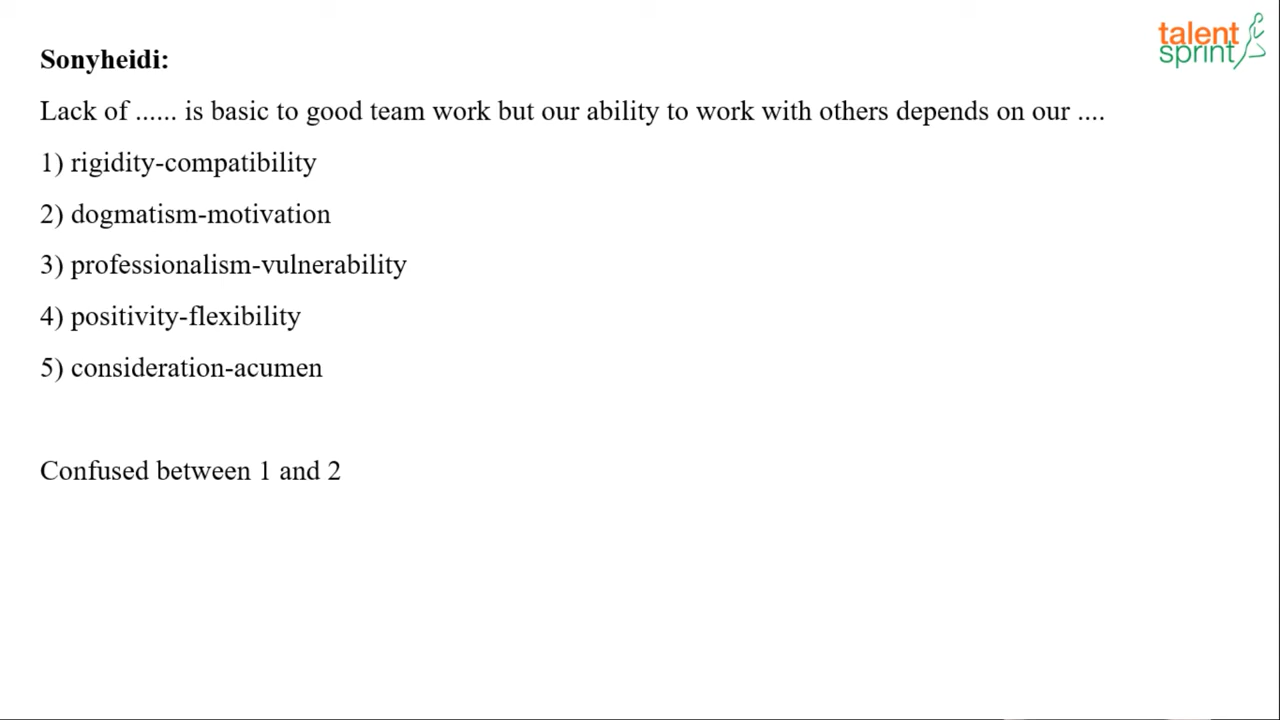 talent
sprint
Sonyheidi:
Lack of ...... is basic to good team work but our ability to work with others depends on our ....
1) rigidity-compatibility
2) dogmatism-motivation
3) professionalism-vulnerability
4) positivity-flexibility
5) consideration-acumen
Confused between 1 and 2